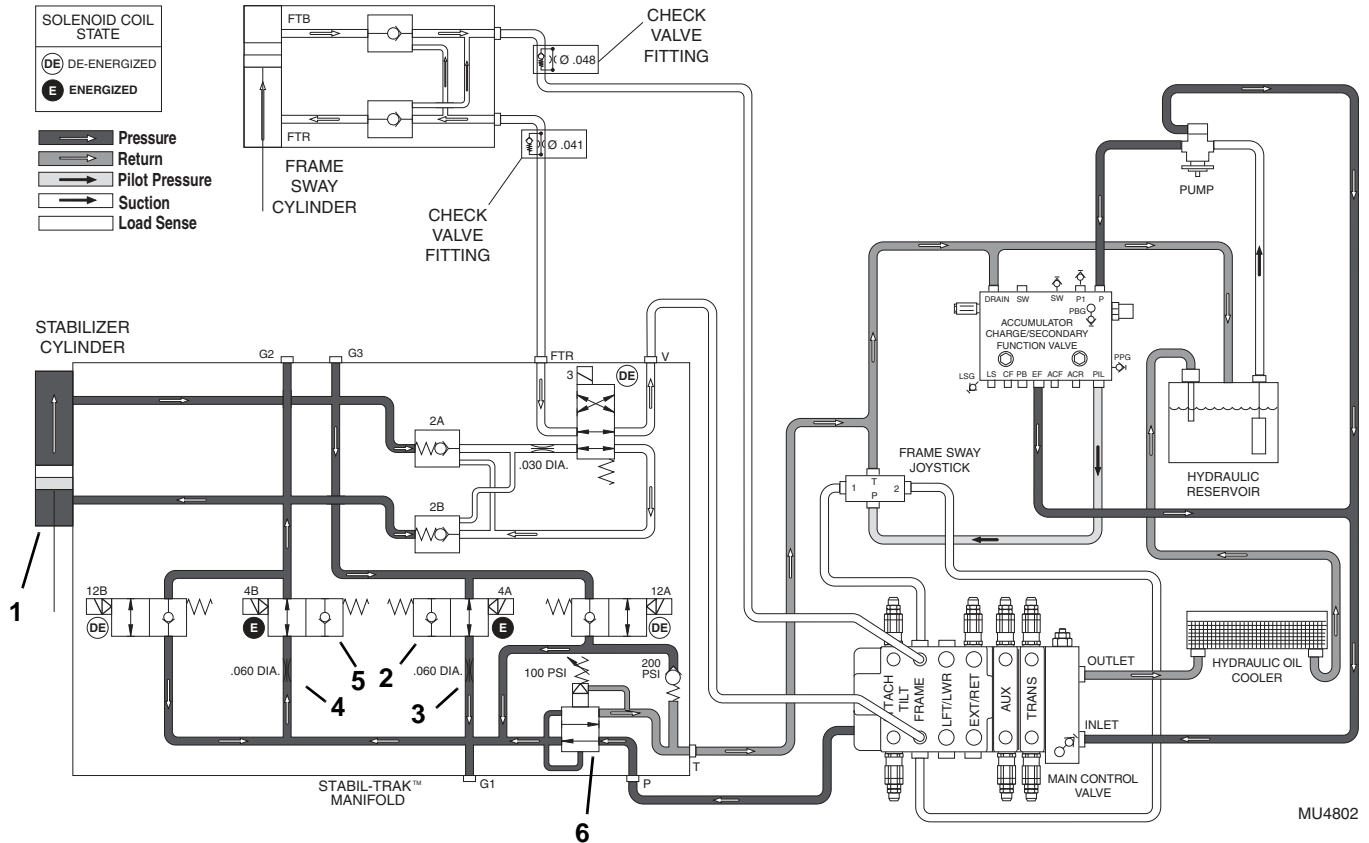 SOLENOID COIL
STATE
DE DE-ENERGIZED
E ENERGIZED
Pressure
Return
Pilot Pressure
Suction
Load Sense
FTB
FTR
FRAME
SWAY
CYLINDER
CHECK
VALVE
FITTING
Ø .048
Ø .041
CHECK
VALVE
FITTING
PUMP
DRAIN SW SW P1 P
PBG
ACCUMULATOR
CHARGE/SECONDARY
FUNCTION VALVE
PPG
LSG
LS CF PB EF ACF ACR PIL
HYDRAULIC
RESERVOIR
FRAME SWAY
JOYSTICK
1 T 2
P
STABILIZER
CYLINDER
G2 G3 FTR V
3 DE
2A
.030 DIA.
2B
1
12B 4B 4A 12A
DE E E DE
.060 DIA. 5 2 .060 DIA. 100 PSI 200
PSI
4 3
T
G1 P
STABIL-TRAK™
MANIFOLD
6
TTACH
TILT
FRAME
LFT/LWR
EXT/RET
AUX
TRANS
OUTLET
INLET
HYDRAULIC OIL
COOLER
MAIN CONTROL
VALVE
MU4802